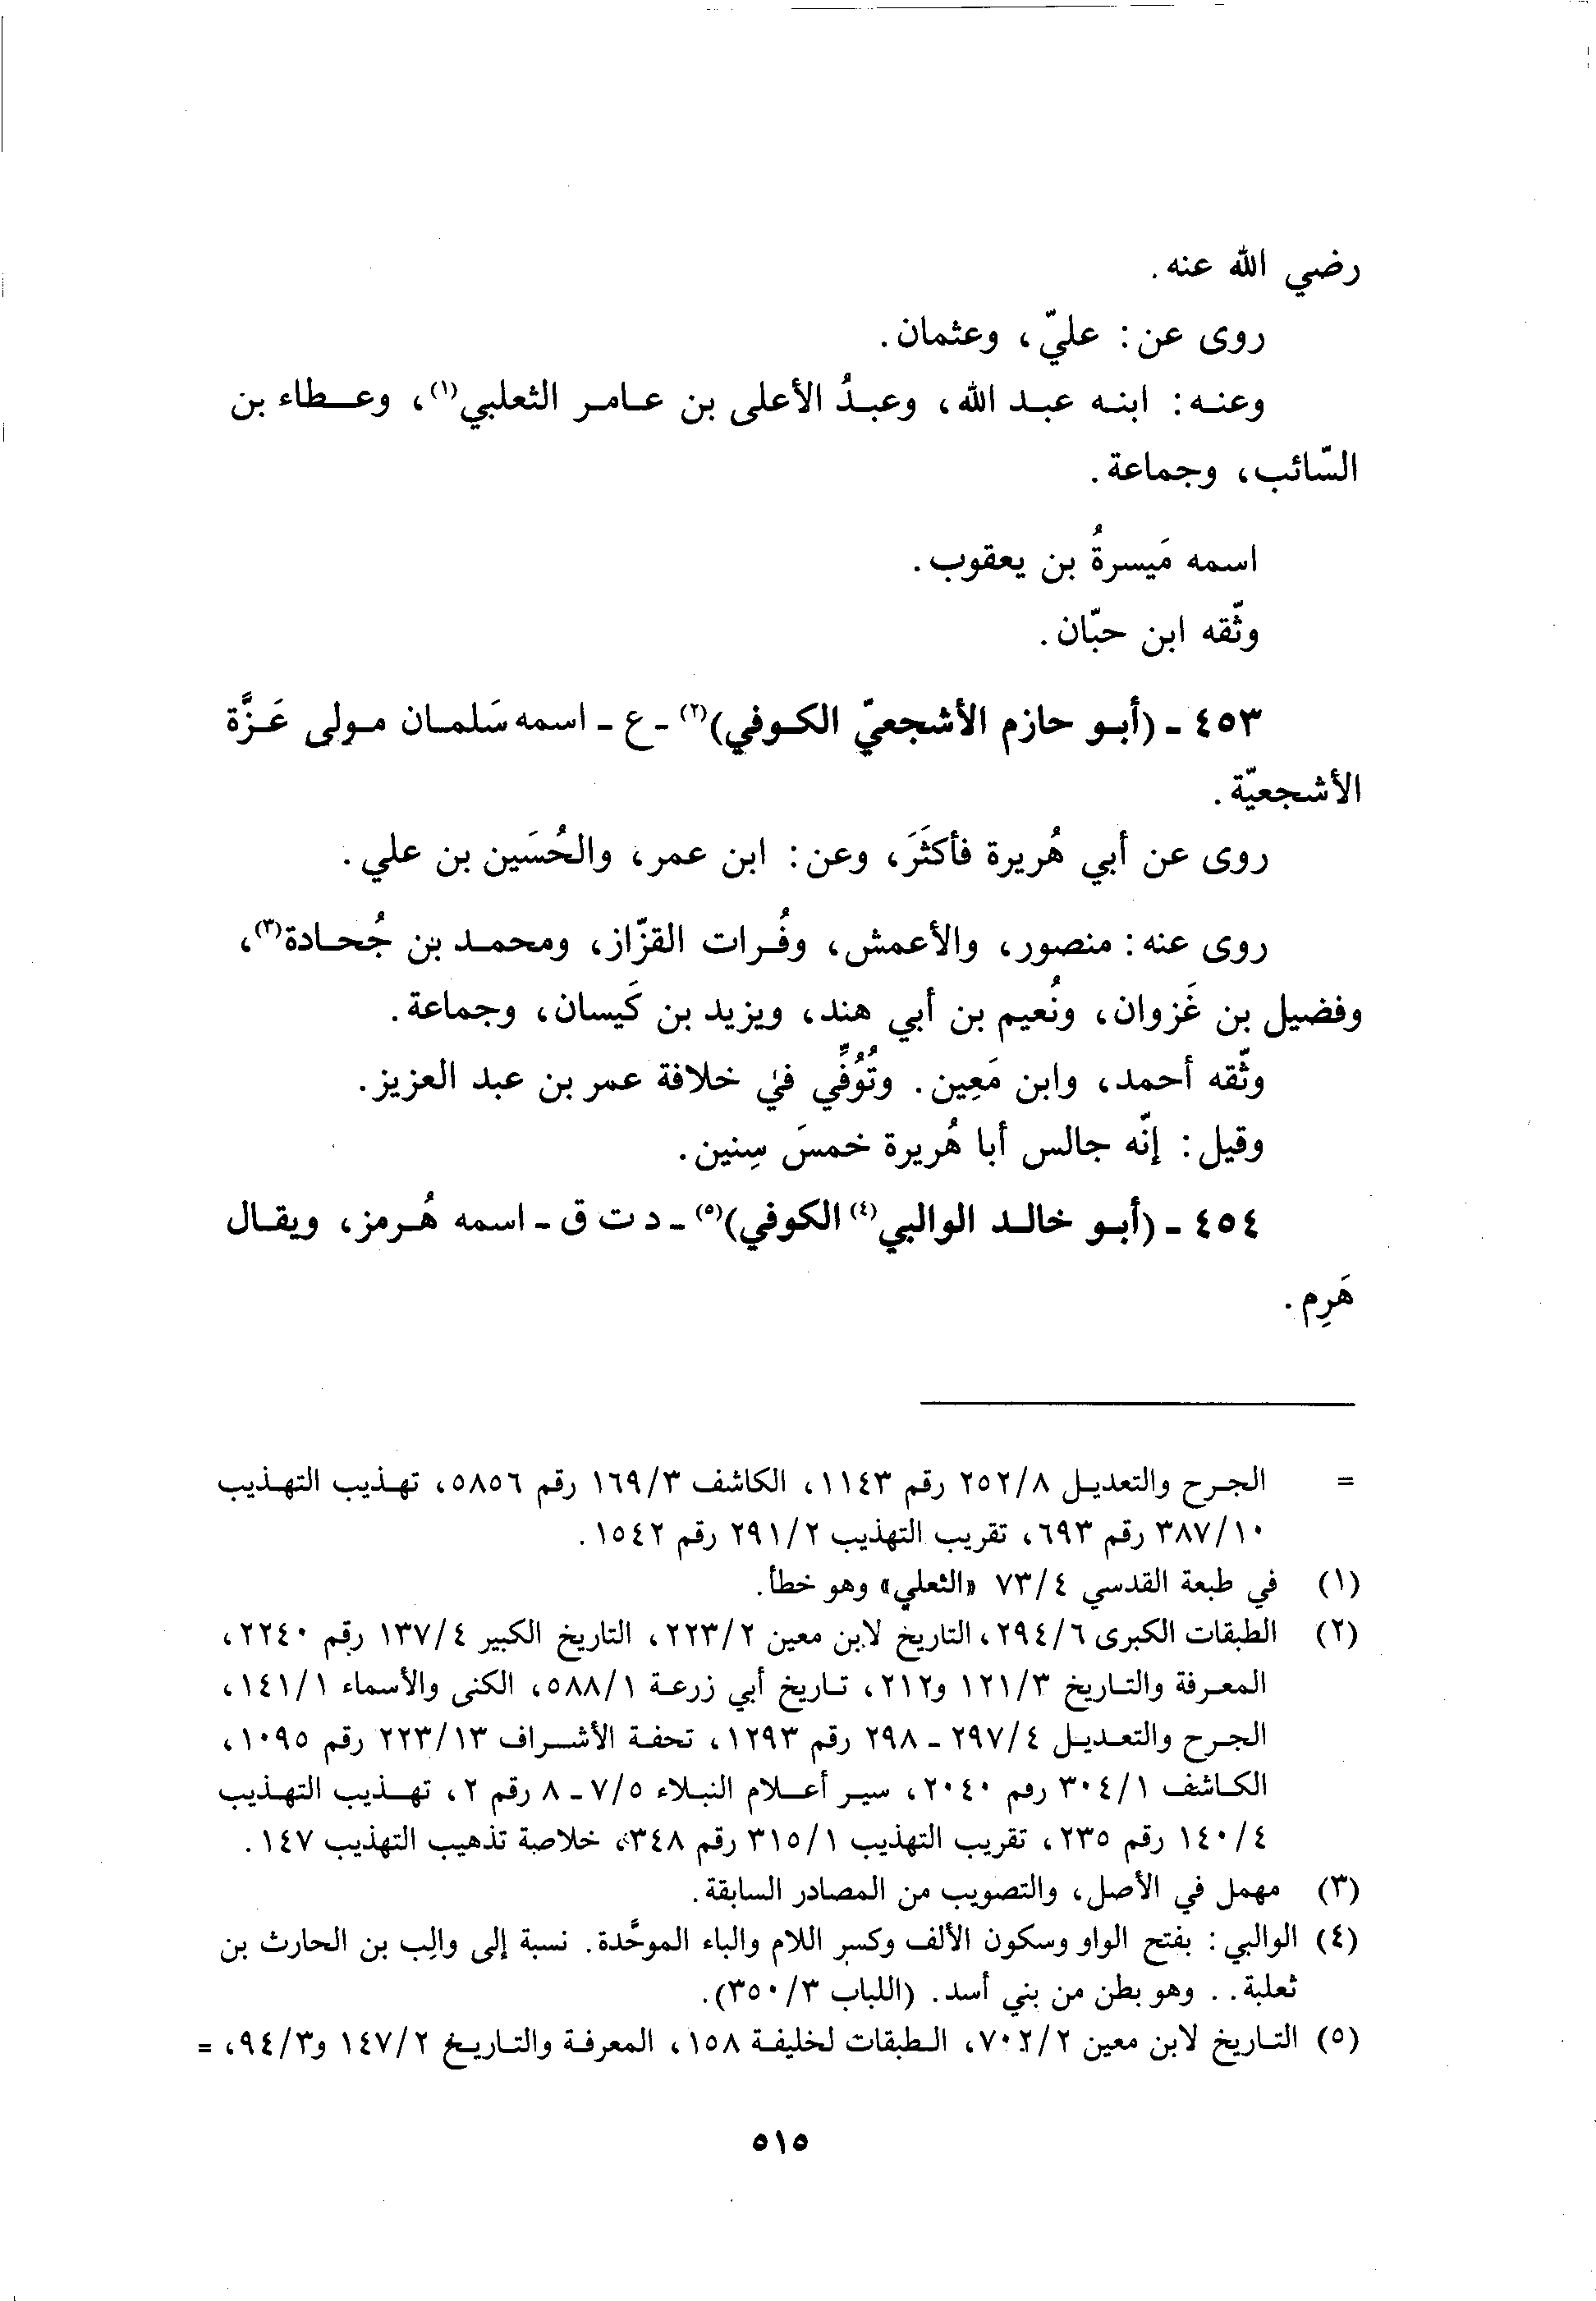 رضي الله عنه.
روى عن: عليّ، وعثمان.
وعنه: ابنه عبد الله، وعبدُ الأعلى بن عامر الثعلبي(١)، وعطاء بن
السّائب، وجماعة.
اسمه مَيسرةُ بن يعقوب.
وثّقه ابن حبّان.
٤٥٣ - (أبو حازم الأشجعيّ الكوفي)(٢) - ع - اسمه سَلمان مولى عَزَّة
الأشجعيّة.
روى عن أبي هُريرة فأكثَرَ، وعن: ابن عمر، والحُسَين بن علي.
روى عنه: منصور، والأعمش، وفُرات القزّاز، ومحمد بن جُحادة(٣)،
وفضيل بن غَزوان، ونُعيم بن أبي هند، ويزيد بن كَيسان، وجماعة.
وثّقه أحمد، وابن مَعِين. وتُوُفِّي في خلافة عمر بن عبد العزيز.
وقيل: إنّه جالس أبا هُريرة خمسَ سِنين.
٤٥٤ - (أبو خالد الوالبي(٤) الكوفي)(٥) - د ت ق - اسمه هُرمز، ويقال
هَرِم.
= الجرح والتعديل ٢٥٢/٨ رقم ١١٤٣، الكاشف ١٦٩/٣ رقم ٥٨٥٦، تهذيب التهذيب
٣٨٧/١٠ رقم ٦٩٣، تقريب التهذيب ٢٩١/٢ رقم ١٥٤٢.
(١) في طبعة القدسي ٧٣/٤ «الثعلي» وهو خطأ.
(٢) الطبقات الكبرى ٢٩٤/٦، التاريخ لابن معين ٢٢٣/٢، التاريخ الكبير ١٣٧/٤ رقم ٢٢٤٠،
المعرفة والتاريخ ١٢١/٣ و٢١٢، تاريخ أبي زرعة ٥٨٨/١، الكنى والأسماء ١٤١/١،
الجرح والتعديل ٢٩٧/٤ - ٢٩٨ رقم ١٢٩٣، تحفة الأشراف ٢٢٣/١٣ رقم ١٠٩٥،
الكاشف ٣٠٤/١ رقم ٢٠٤٠، سير أعلام النبلاء ٧/٥ - ٨ رقم ٢، تهذيب التهذيب
١٤٠/٤ رقم ٢٣٥، تقريب التهذيب ٣١٥/١ رقم ٣٤٨، خلاصة تذهيب التهذيب ١٤٧.
(٣) مهمل في الأصل، والتصويب من المصادر السابقة.
(٤) الوالبي: بفتح الواو وسكون الألف وكسر اللام والباء الموحَّدة. نسبة إلى والِب بن الحارث بن
ثعلبة.. وهو بطن من بني أسد. (اللباب ٣٥٠/٣).
(٥) التاريخ لابن معين ٧٠٢/٢، الطبقات لخليفة ١٥٨، المعرفة والتاريخ ١٤٧/٢ و٩٤/٣، =
٥١٥